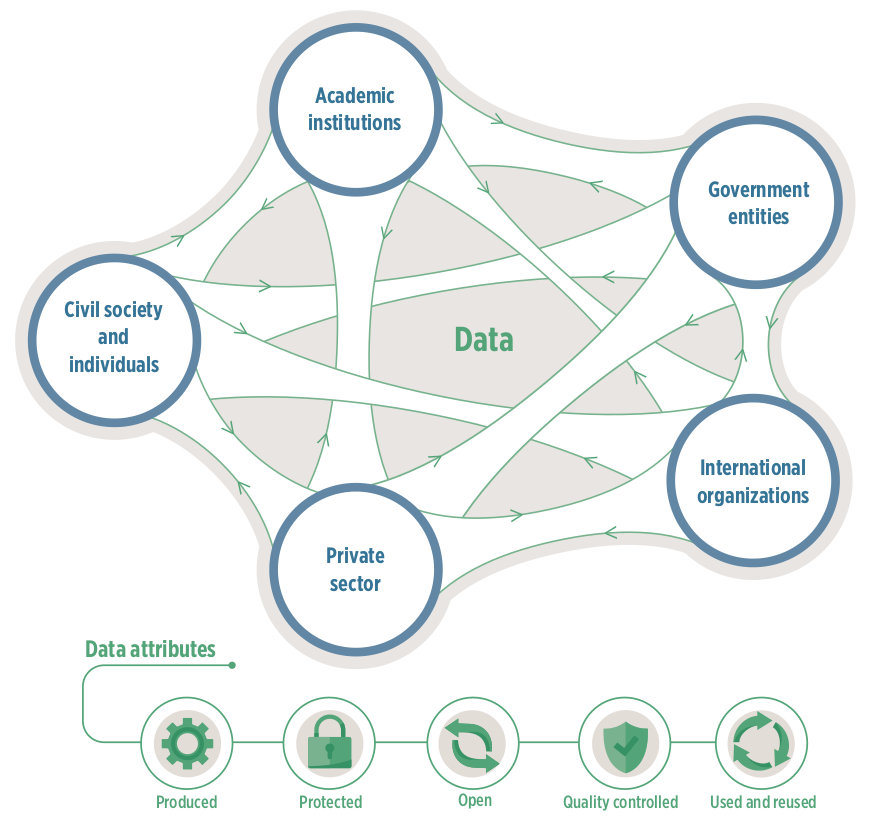 Academic
institutions
Government
entities
Civil society
and
individuals
Data
International
organizations
Private
sector
Data attributes
Produced
Protected
Open
Quality controlled
Used and reused